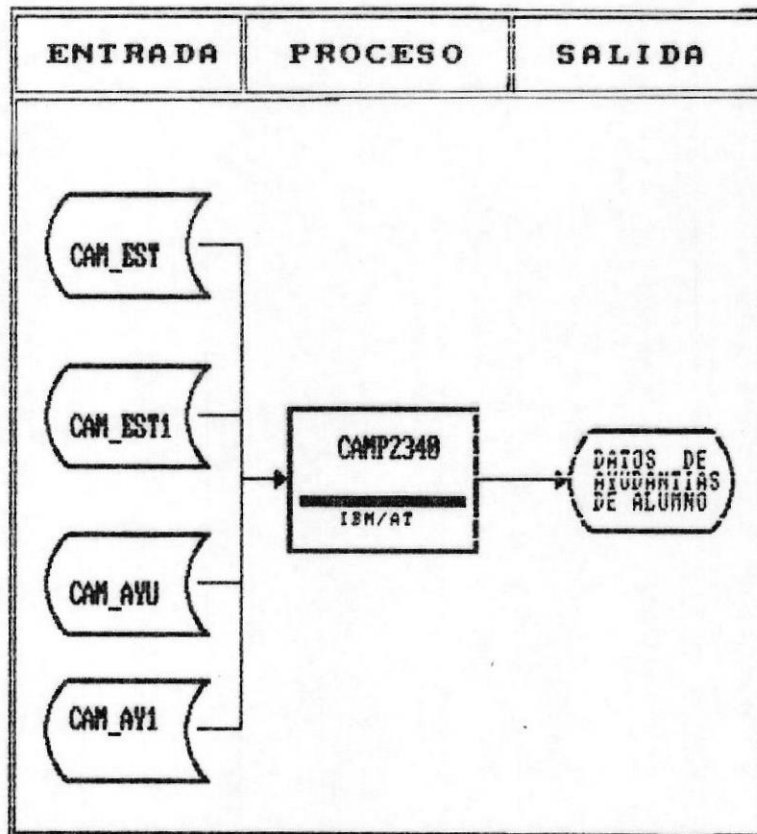 ENTRADA PROCESO SALIDA
CAM_EST
CAM_EST1
CAMP2340
IBM/AT
DATOS DE
AYUDANTIAS
DE ALUMNO
CAM_AYU
CAM_AY1